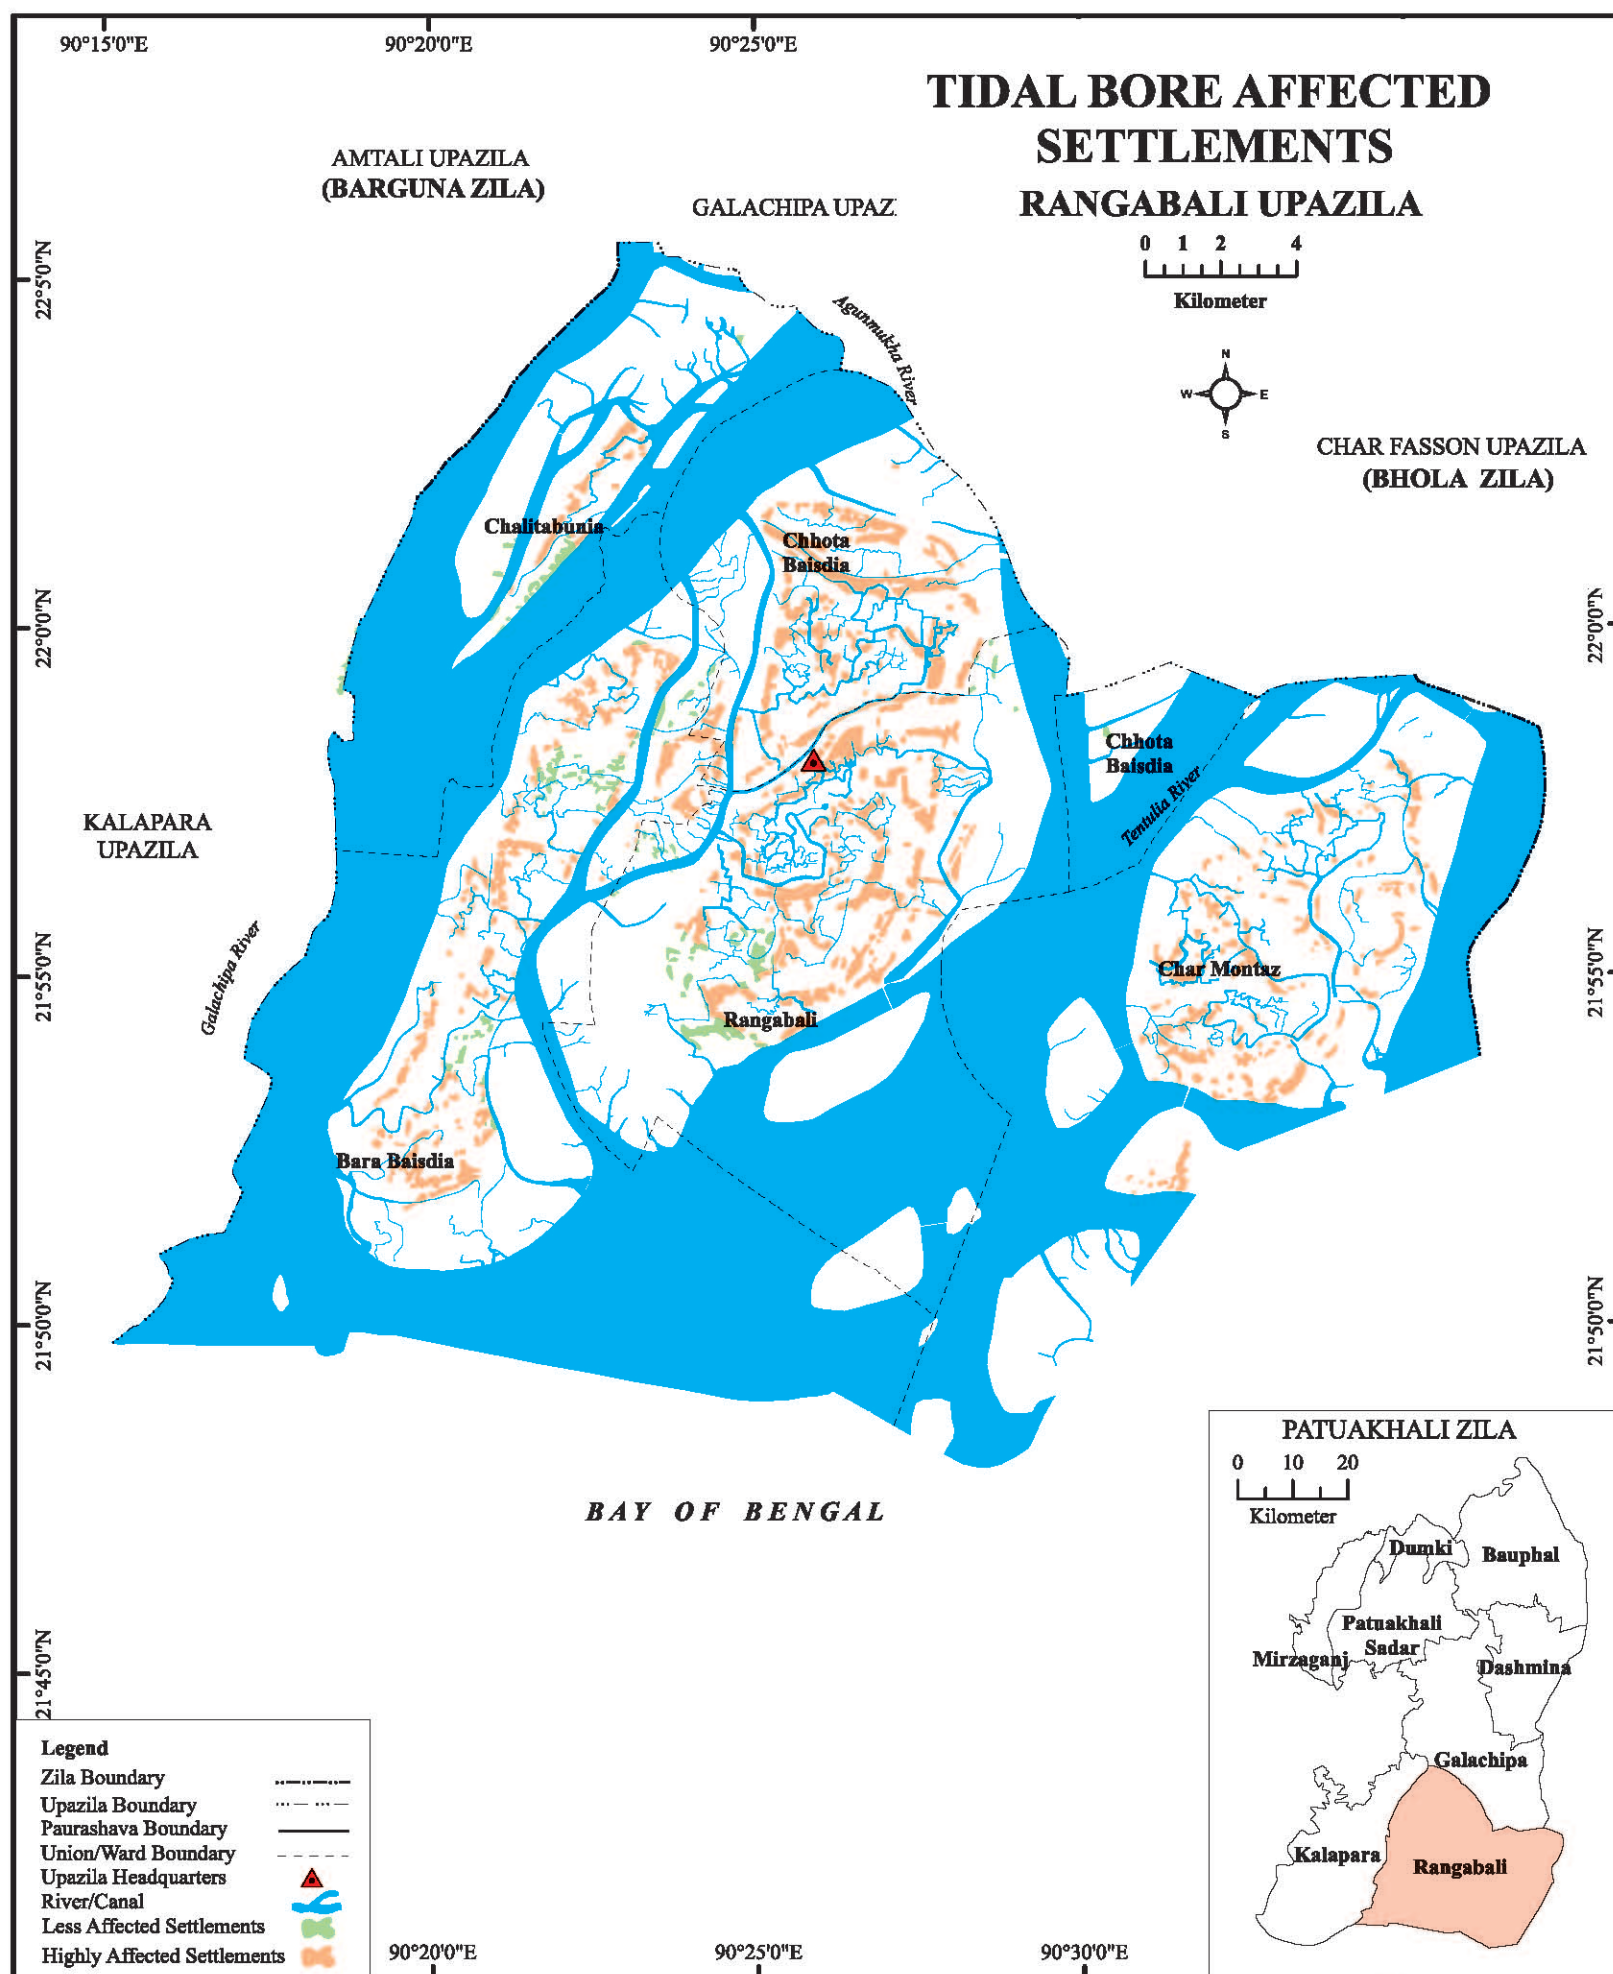 90°15'0"E
90°20'0"E
90°25'0"E
TIDAL BORE AFFECTED
SETTLEMENTS
RANGABALI UPAZILA
0 1 2 4
Kilometer
N
W E
S
AMTALI UPAZILA
(BARGUNA ZILA)
GALACHIPA UPAZ
22°5'0"N
Agunmukha River
CHAR FASSON UPAZILA
(BHOLA ZILA)
Chalitabunia
Chhota
Baisdia
22°0'0"N
22°0'0"N
Chhota
Baisdia
Tentulia River
KALAPARA
UPAZILA
Galachipa River
21°55'0"N
21°55'0"N
Char Montaz
Rangabali
Bara Baisdia
21°50'0"N
21°50'0"N
BAY OF BENGAL
21°45'0"N
PATUAKHALI ZILA
0 10 20
Kilometer
Dumki
Bauphal
Patuakhali
Sadar
Mirzaganj
Dashmina
Galachipa
Kalapara
Rangabali
Legend
Zila Boundary
Upazila Boundary
Paurashava Boundary
Union/Ward Boundary
Upazila Headquarters
River/Canal
Less Affected Settlements
Highly Affected Settlements
90°20'0"E
90°25'0"E
90°30'0"E